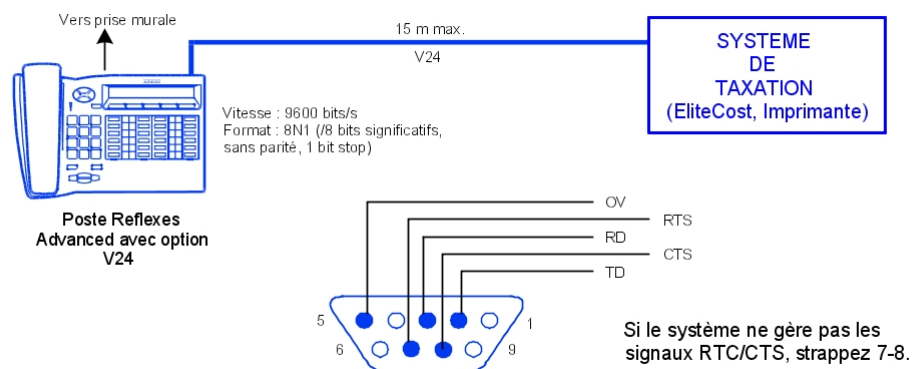 Vers prise murale
15 m max.
V24
SYSTEME
DE
TAXATION
(EliteCost, Imprimante)
Vitesse : 9600 bits/s
Format : 8N1 (/8 bits significatifs,
sans parité, 1 bit stop)
Poste Reflexes
Advanced avec option
V24
OV
RTS
RD
CTS
TD
5
1
6
9
Si le système ne gère pas les
signaux RTC/CTS, strappez 7-8.